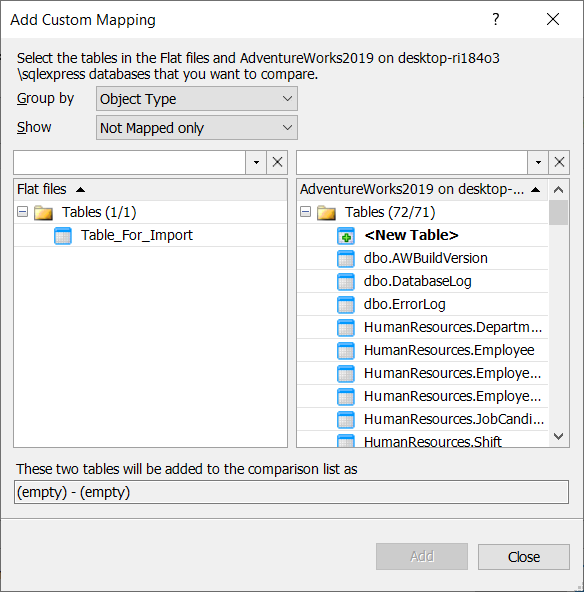 Add Custom Mapping
?
Select the tables in the Flat files and AdventureWorks2019 on desktop-ri184o3
\sqlexpress databases that you want to compare.
Group by Object Type
Show Not Mapped only
Flat files
Tables (1/1)
Table_For_Import
AdventureWorks2019 on desktop-...
Tables (72/71)
<New Table>
dbo.AWBuildVersion
dbo.DatabaseLog
dbo.ErrorLog
HumanResources.Departm...
HumanResources.Employee
HumanResources.Employe...
HumanResources.Employe...
HumanResources.JobCandi...
HumanResources.Shift
These two tables will be added to the comparison list as
(empty) - (empty)
Add Close